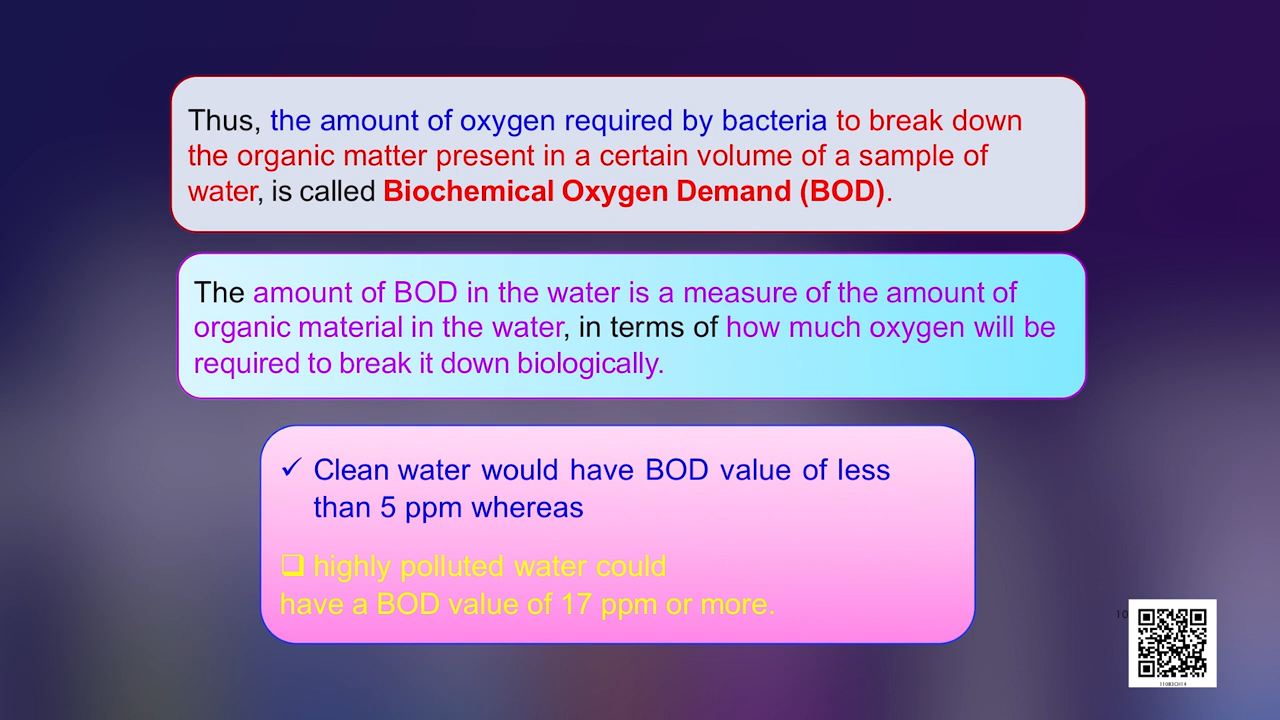 Thus, the amount of oxygen required by bacteria to break down
the organic matter present in a certain volume of a sample of
water, is called Biochemical Oxygen Demand (BOD).
The amount of BOD in the water is a measure of the amount of
organic material in the water, in terms of how much oxygen will be
required to break it down biologically.
✓ Clean water would have BOD value of less
than 5 ppm whereas
❑ highly polluted water could
have a BOD value of 17 ppm or more.
10
11082CH14